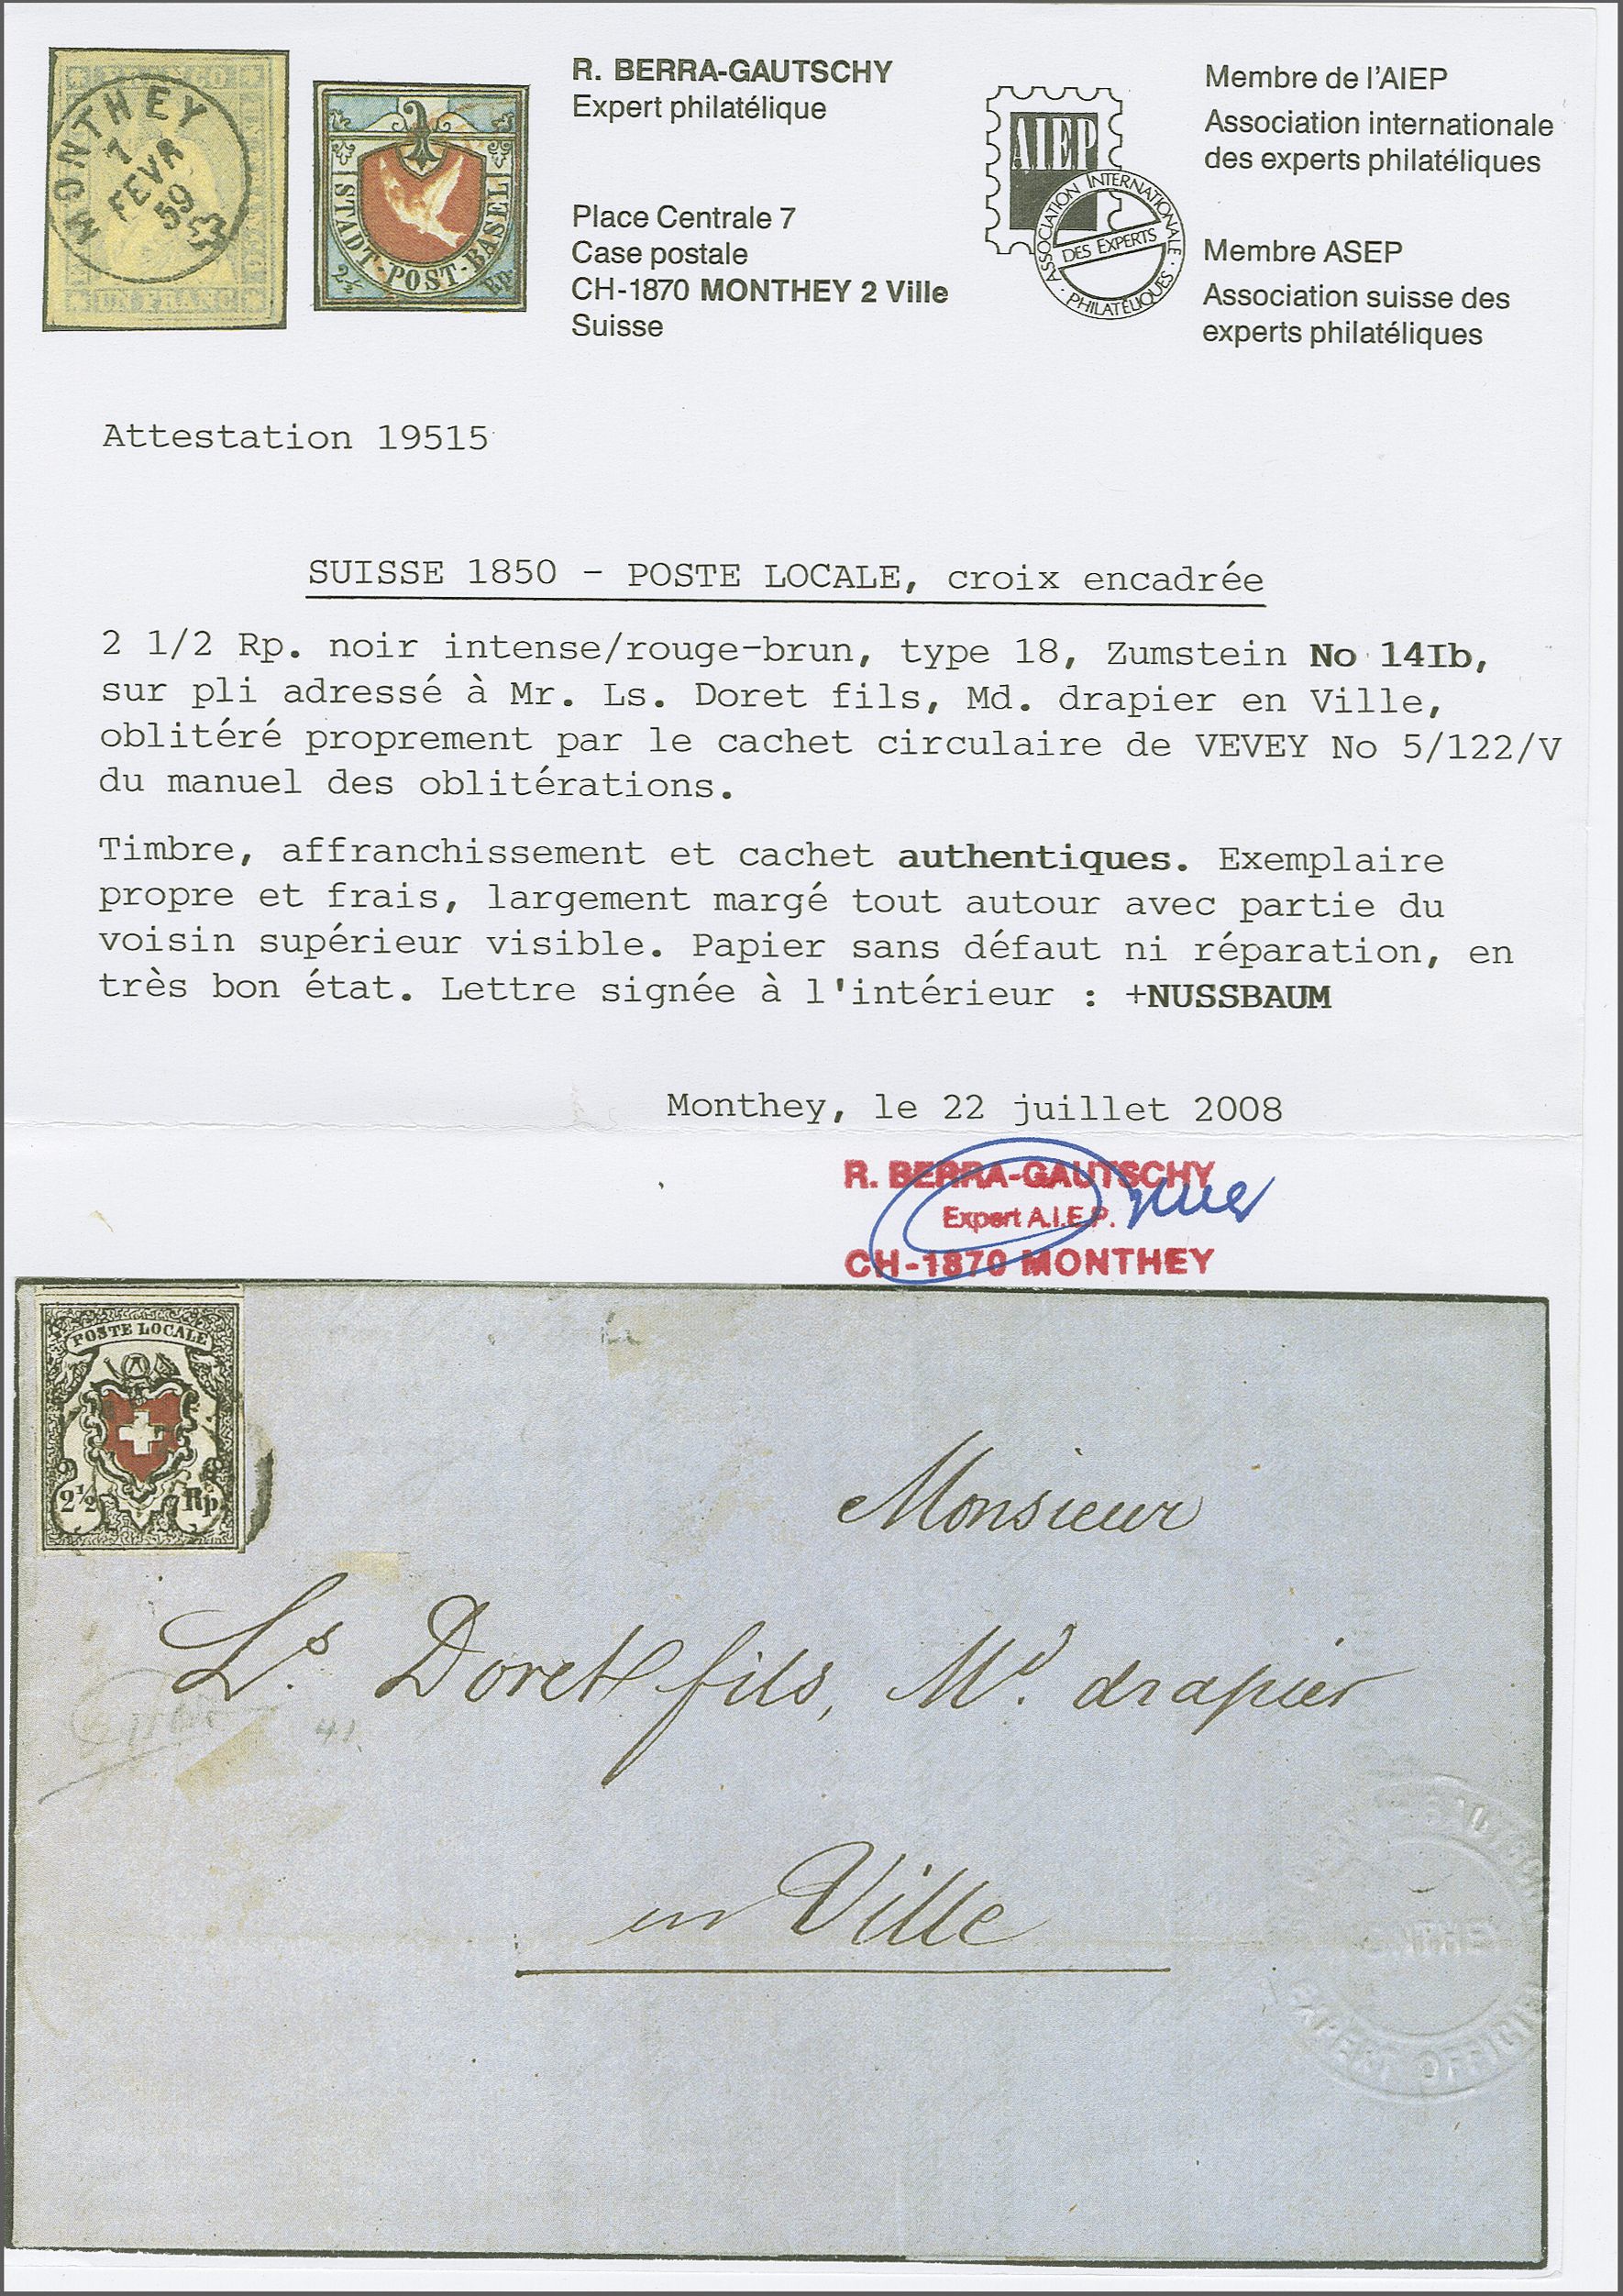 MONTHEY
1
FEVR
59
UN FRANC
STADT-POST-BASEL
2½ Rp.
R. BERRA-GAUTSCHY
Expert philatélique
Place Centrale 7
Case postale
CH-1870 MONTHEY 2 Ville
Suisse
AIEP
ASSOCIATION INTERNATIONALE
DES EXPERTS
PHILATÉLIQUES
Membre de l'AIEP
Association internationale
des experts philatéliques
Membre ASEP
Association suisse des
experts philatéliques
Attestation 19515
SUISSE 1850 - POSTE LOCALE, croix encadrée
2 1/2 Rp. noir intense/rouge-brun, type 18, Zumstein No 14Ib,
sur pli adressé à Mr. Ls. Doret fils, Md. drapier en Ville,
oblitéré proprement par le cachet circulaire de VEVEY No 5/122/V
du manuel des oblitérations.
Timbre, affranchissement et cachet authentiques. Exemplaire
propre et frais, largement margé tout autour avec partie du
voisin supérieur visible. Papier sans défaut ni réparation, en
très bon état. Lettre signée à l'intérieur : +NUSSBAUM
Monthey, le 22 juillet 2008
R. BERRA-GAUTSCHY
Expert A.I.E.P.
CH-1870 MONTHEY
POSTE LOCALE
2½ Rp.
Monsieur
Ls. Doret fils, Md. drapier
41.
en Ville
EXPERT OFFICIEL